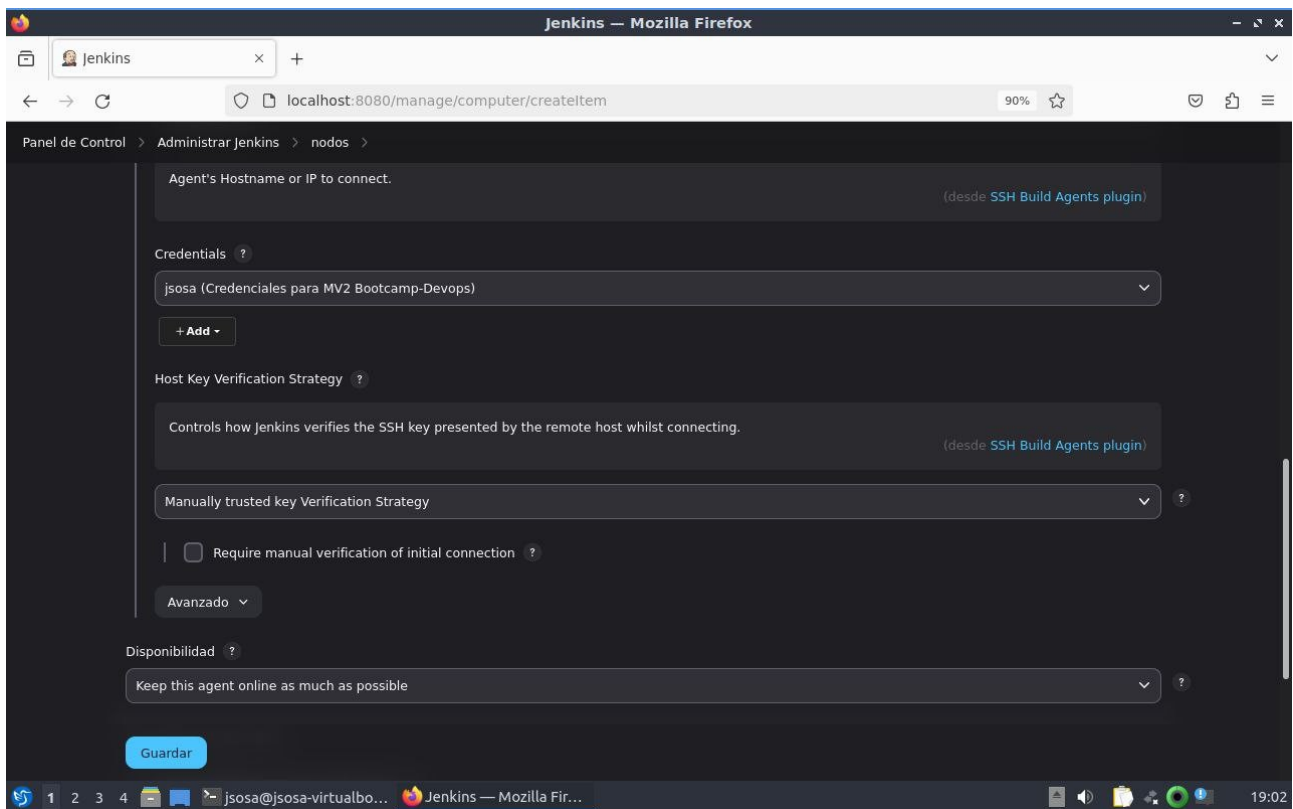 Jenkins — Mozilla Firefox
Jenkins
localhost:8080/manage/computer/createItem
90%
Panel de Control > Administrar Jenkins > nodos >
Agent's Hostname or IP to connect.
(desde SSH Build Agents plugin)
Credentials ?
jsosa (Credenciales para MV2 Bootcamp-Devops)
+Add
Host Key Verification Strategy ?
Controls how Jenkins verifies the SSH key presented by the remote host whilst connecting.
(desde SSH Build Agents plugin)
Manually trusted key Verification Strategy
?
Require manual verification of initial connection ?
Avanzado
Disponibilidad ?
Keep this agent online as much as possible
?
Guardar
1 2 3 4 jsosa@jsosa-virtualbo... Jenkins — Mozilla Fir... 19:02